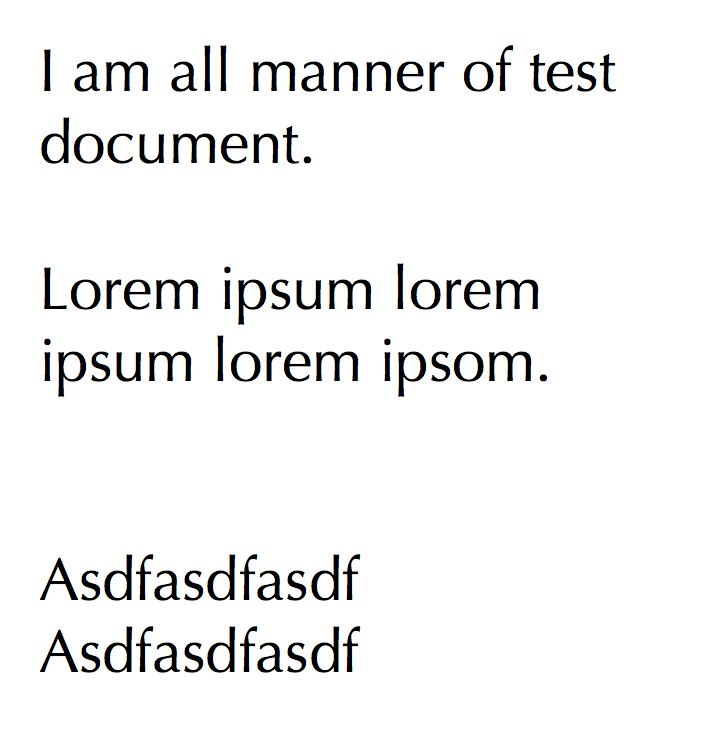 I am all manner of test
document.
Lorem ipsum lorem
ipsum lorem ipsom.
Asdfasdfasdf
Asdfasdfasdf